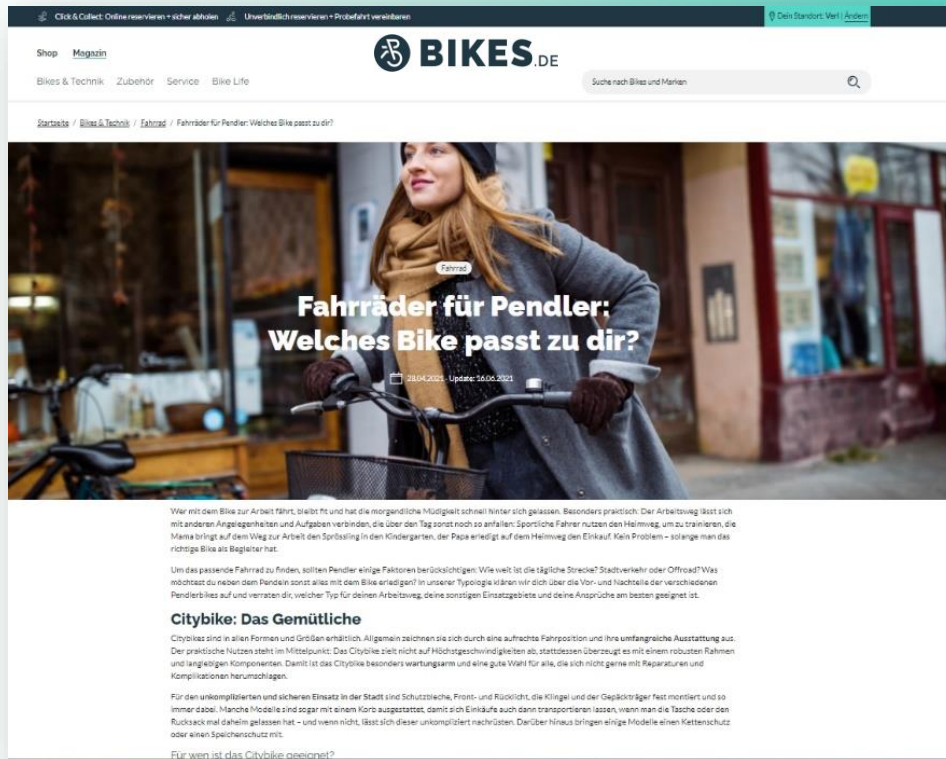 Click & Collect: Online reservieren + sicher abholen Unverbindlich reservieren + Probefahrt vereinbaren Dein Standort: Verl | Ändern
Shop Magazin
BIKES.DE
Bikes & Technik Zubehör Service Bike Life
Suche nach Bikes und Marken
Startseite / Bikes & Technik / Fahrrad / Fahrräder für Pendler: Welches Bike passt zu dir?
Fahrrad
Fahrräder für Pendler:
Welches Bike passt zu dir?
28.04.2021 - Update: 16.06.2021
Wer mit dem Bike zur Arbeit fährt, bleibt fit und hat die morgendliche Müdigkeit schnell hinter sich gelassen. Besonders praktisch: Der Arbeitsweg lässt sich
mit anderen Angelegenheiten und Aufgaben verbinden, die über den Tag sonst noch so anfallen: Sportliche Fahrer nutzen den Heimweg, um zu trainieren, die
Mama bringt auf dem Weg zur Arbeit den Sprössling in den Kindergarten, der Papa erledigt auf dem Heimweg den Einkauf. Kein Problem – solange man das
richtige Bike als Begleiter hat.
Um das passende Fahrrad zu finden, sollten Pendler einige Faktoren berücksichtigen: Wie weit ist die tägliche Strecke? Stadtverkehr oder Offroad? Was
möchtest du neben dem Pendeln sonst alles mit dem Bike erledigen? In unserer Typologie klären wir dich über die Vor- und Nachteile der verschiedenen
Pendlerbikes auf und verraten dir, welcher Typ für deinen Arbeitsweg, deine sonstigen Einsatzgebiete und deine Ansprüche am besten geeignet ist.
Citybike: Das Gemütliche
Citybikes sind in allen Formen und Größen erhältlich. Allgemein zeichnen sie sich durch eine aufrechte Fahrposition und ihre umfangreiche Ausstattung aus.
Der praktische Nutzen steht im Mittelpunkt: Das Citybike zielt nicht auf Höchstgeschwindigkeiten ab, stattdessen überzeugt es mit einem robusten Rahmen
und langlebigen Komponenten. Damit ist das Citybike besonders wartungsarm und eine gute Wahl für alle, die sich nicht gerne mit Reparaturen und
Komplikationen herumschlagen.
Für den unkomplizierten und sicheren Einsatz in der Stadt sind Schutzbleche, Front- und Rücklicht, die Klingel und der Gepäckträger fest montiert und so
immer dabei. Manche Modelle sind sogar mit einem Korb ausgestattet, damit sich Einkäufe auch dann transportieren lassen, wenn man die Tasche oder den
Rucksack mal daheim gelassen hat – und wenn nicht, lässt sich dieser unkompliziert nachrüsten. Darüber hinaus bringen einige Modelle einen Kettenschutz
oder einen Speichenschutz mit.
Für wen ist das Citybike geeignet?